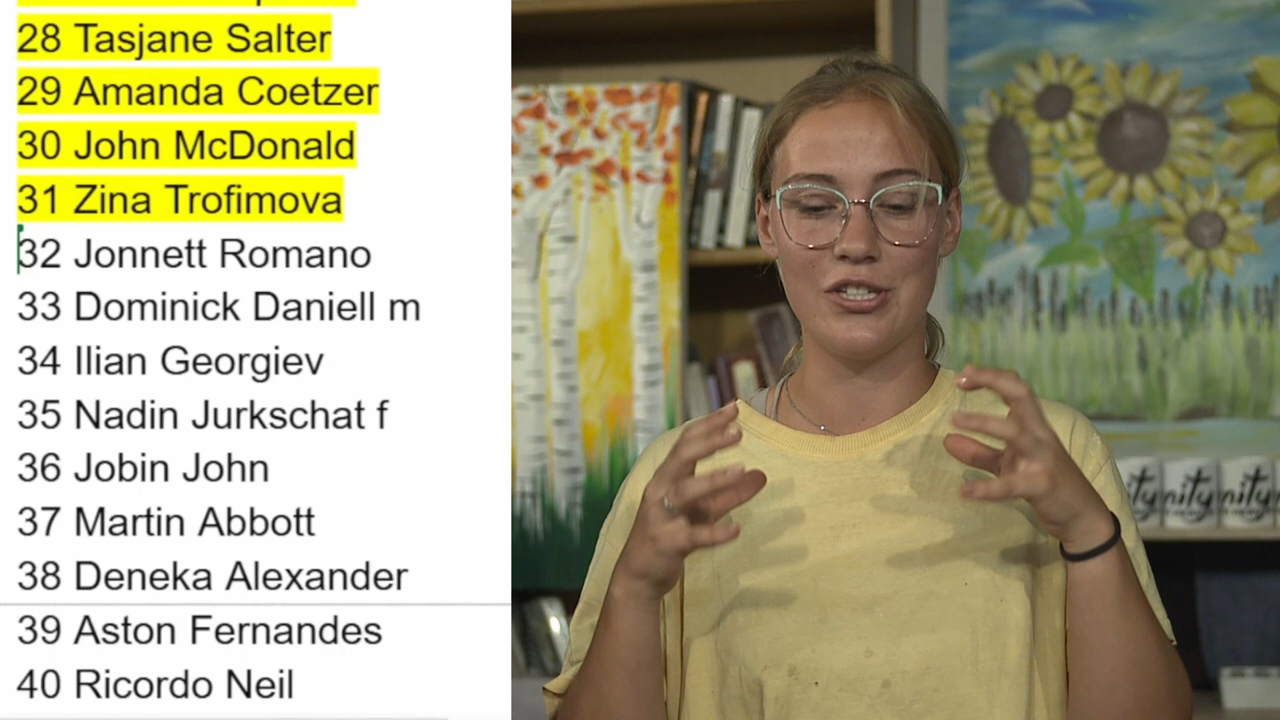 28 Tasjane Salter
29 Amanda Coetzer
30 John McDonald
31 Zina Trofimova
32 Jonnett Romano
33 Dominick Daniell m
34 Ilian Georgiev
35 Nadin Jurkschat f
36 Jobin John
37 Martin Abbott
38 Deneka Alexander
39 Aston Fernandes
40 Ricordo Neil